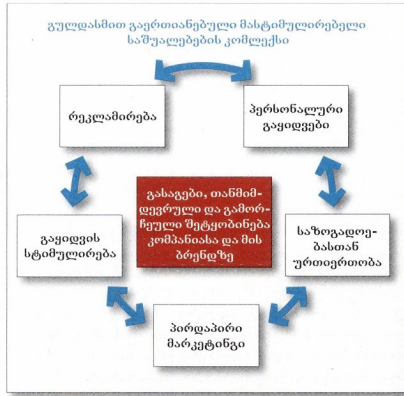 გულდასმით გაერთიანებული მასტიმულირებელი
საშუალებების კომპლექსი
რეკლამირება
პერსონალური
გაყიდვები
გასაგები, თანმიმ-
დევრული და გამორ-
ჩეული შეტყობინება
კომპანიასა და მის
ბრენდზე
გაყიდვის
სტიმულირება
საზოგადოე-
ბასთან
ურთიერთობა
პირდაპირი
მარკეტინგი